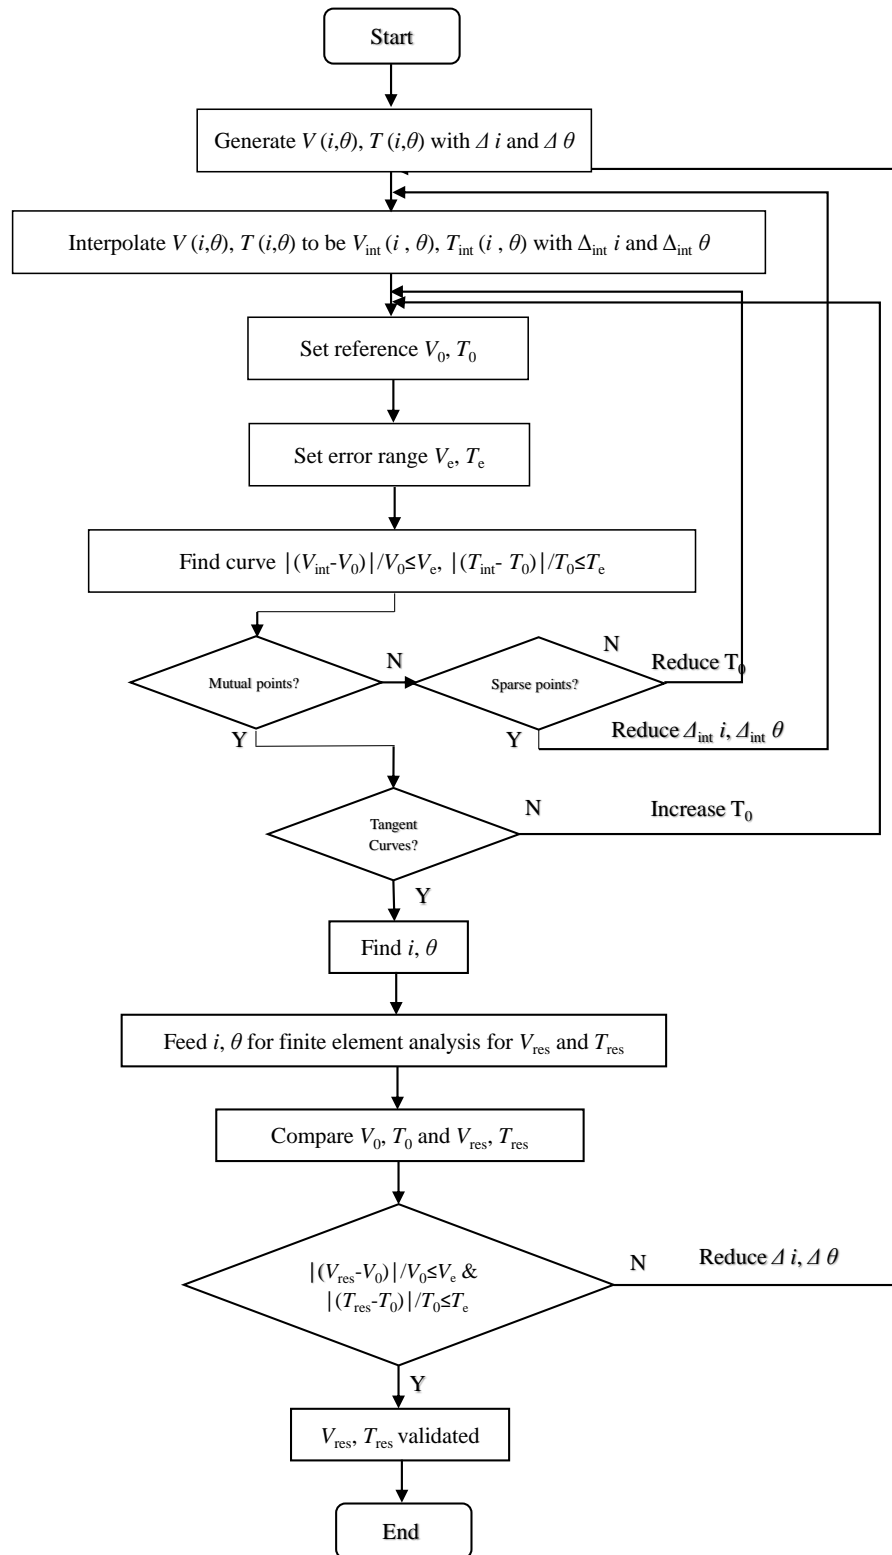 Start
Generate V (i,θ), T (i,θ) with Δ i and Δ θ
Interpolate V (i,θ), T (i,θ) to be V_int (i , θ), T_int (i , θ) with Δ_int i and Δ_int θ
Set reference V_0, T_0
Set error range V_e, T_e
Find curve |(V_int-V_0)|/V_0≤V_e, |(T_int- T_0)|/T_0≤T_e
Mutual points?
N
Sparse points?
N
Reduce T_0
Y
Y
Reduce Δ_int i, Δ_int θ
Tangent
Curves?
N
Increase T_0
Y
Find i, θ
Feed i, θ for finite element analysis for V_res and T_res
Compare V_0, T_0 and V_res, T_res
|(V_res-V_0)|/V_0≤V_e &
|(T_res-T_0)|/T_0≤T_e
N
Reduce Δ i, Δ θ
Y
V_res, T_res validated
End